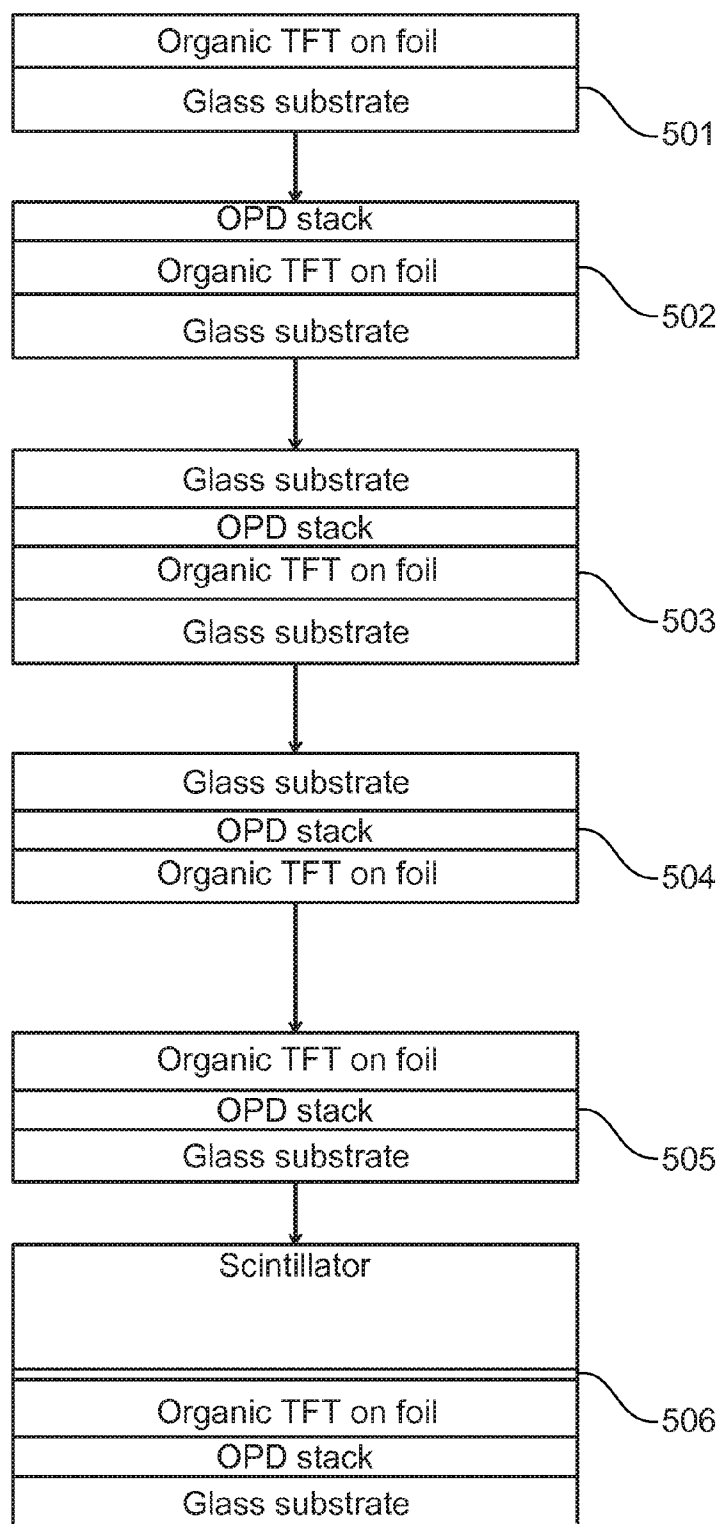 Organic TFT on foil
Glass substrate
501
OPD stack
Organic TFT on foil
Glass substrate
502
Glass substrate
OPD stack
Organic TFT on foil
Glass substrate
503
Glass substrate
OPD stack
Organic TFT on foil
504
Organic TFT on foil
OPD stack
Glass substrate
505
Scintillator
Organic TFT on foil
OPD stack
Glass substrate
506